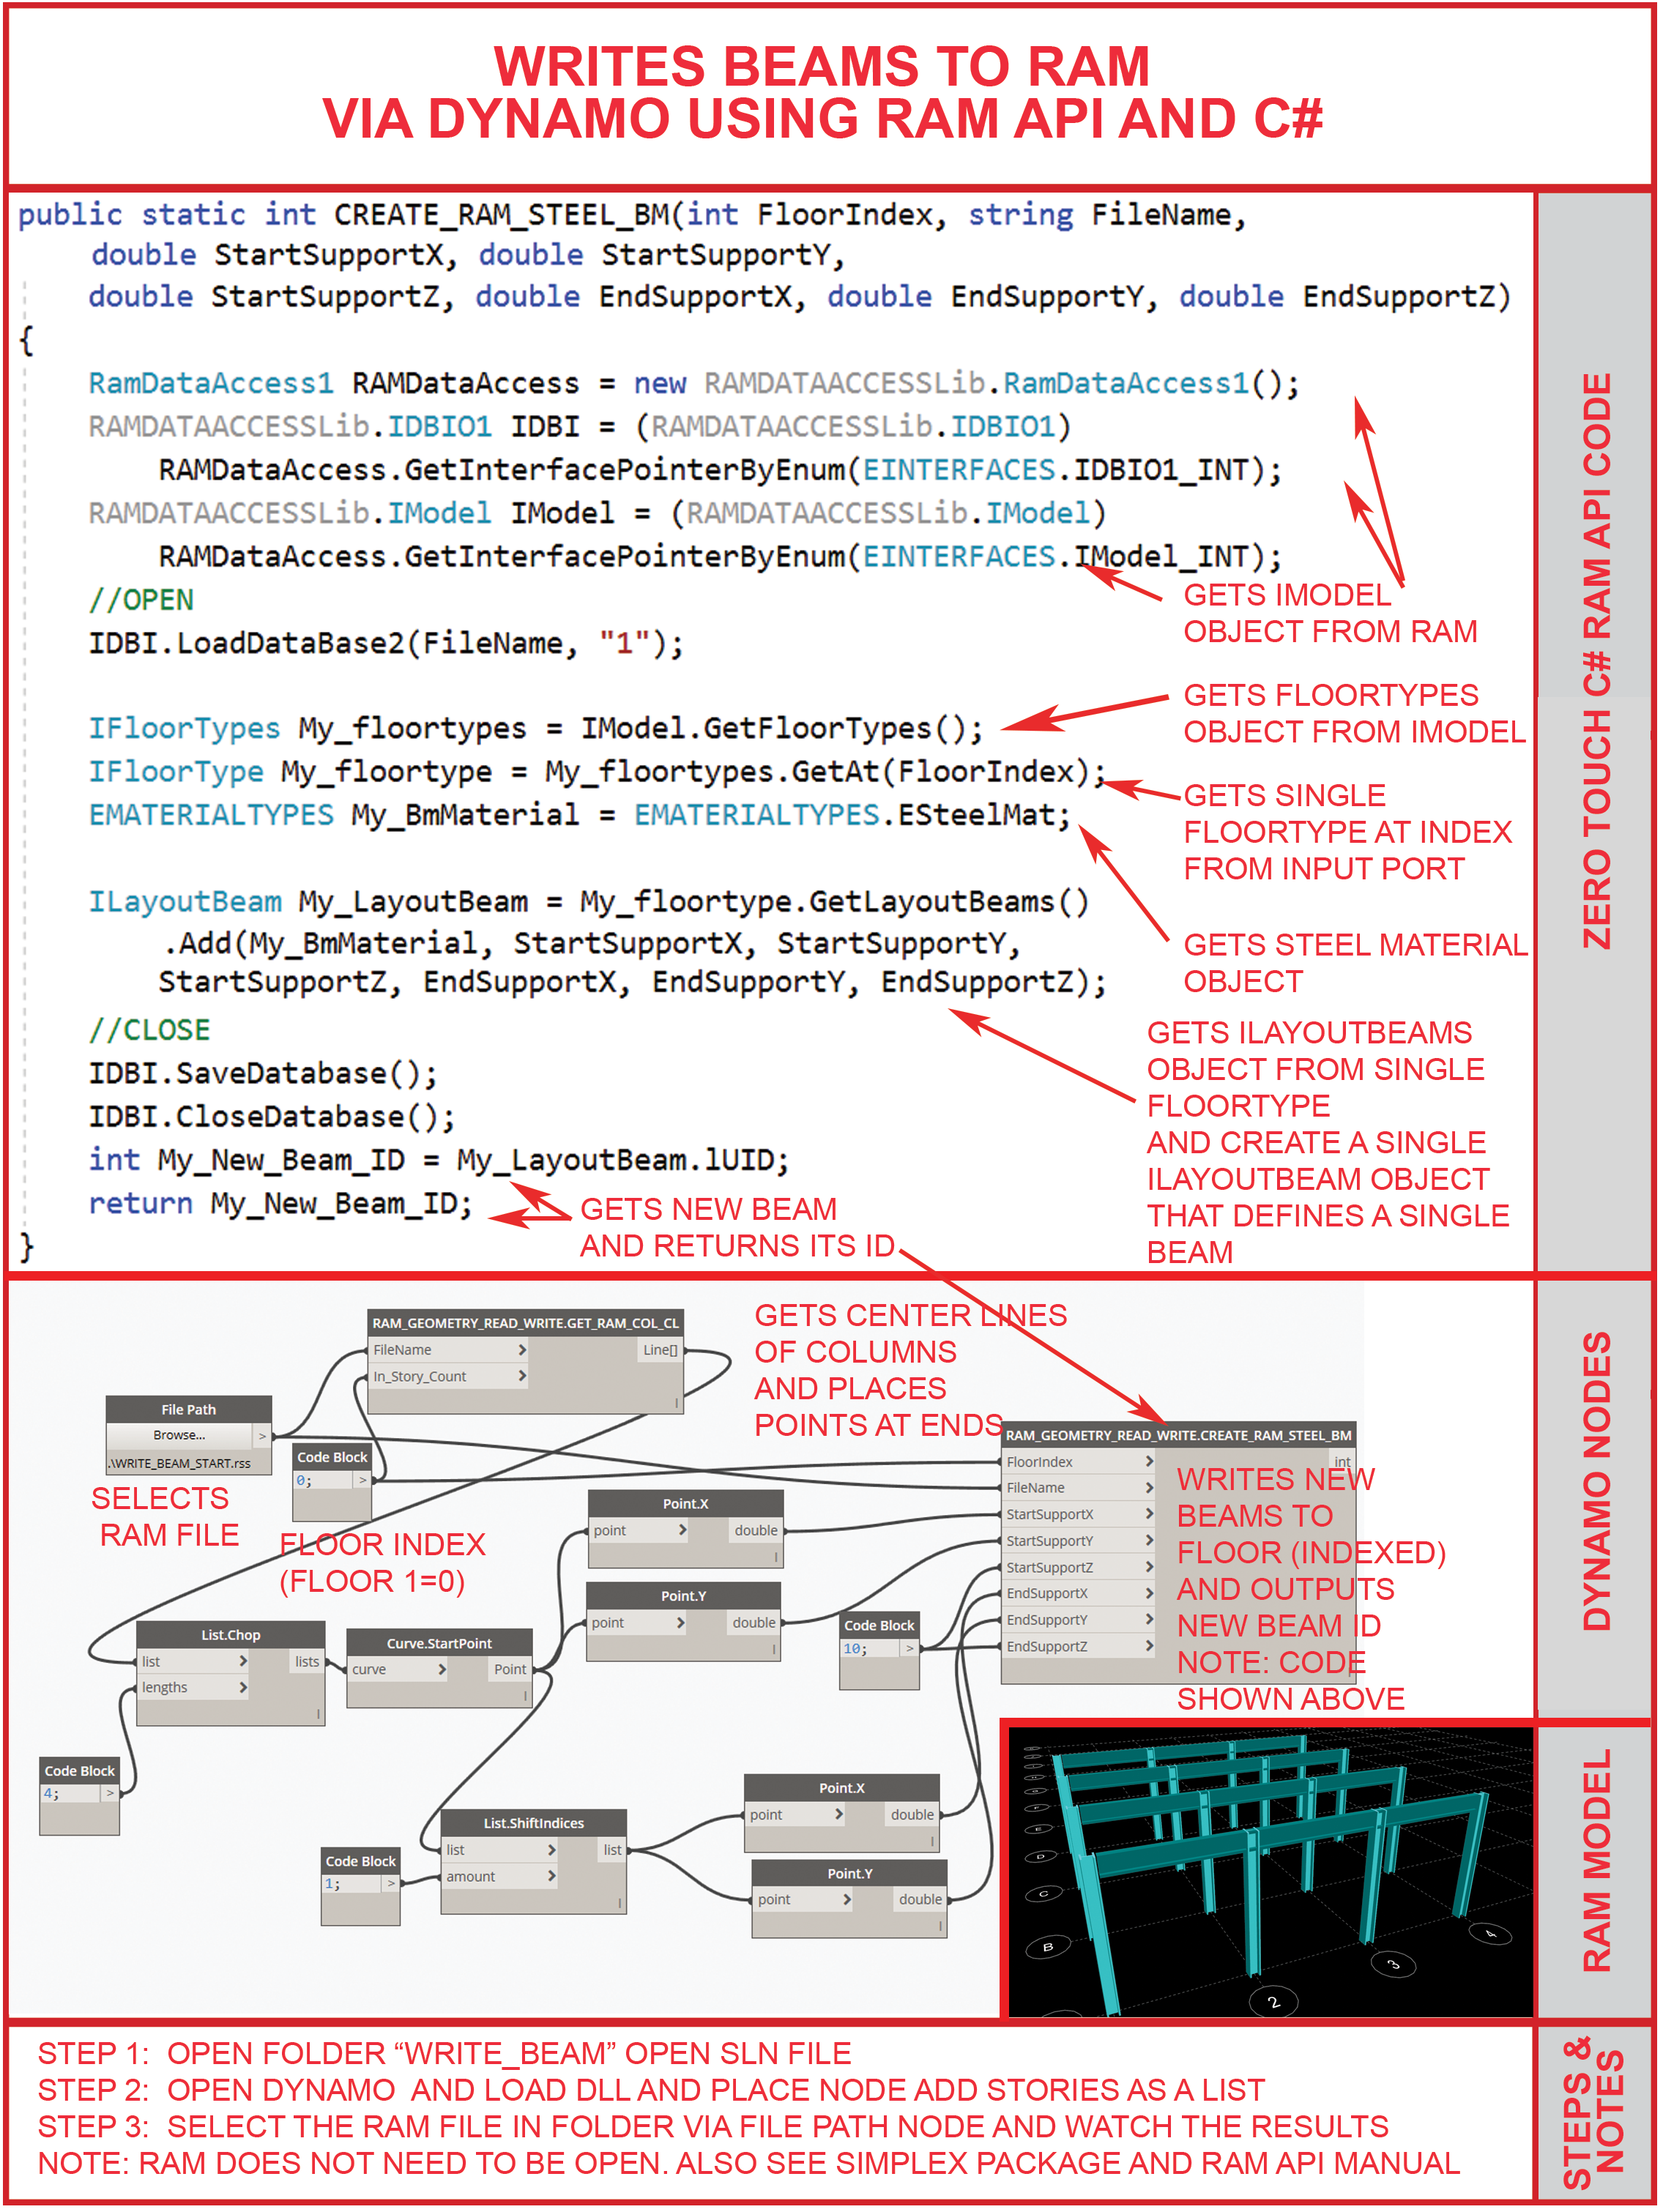 WRITES BEAMS TO RAM
VIA DYNAMO USING RAM API AND C#
public static int CREATE_RAM_STEEL_BM(int FloorIndex, string FileName,
double StartSupportX, double StartSupportY,
double StartSupportZ, double EndSupportX, double EndSupportY, double EndSupportZ)
{
RamDataAccess1 RAMDataAccess = new RAMDATAACCESSLib.RamDataAccess1();
RAMDATAACCESSLib.IDBIO1 IDBI = (RAMDATAACCESSLib.IDBIO1)
RAMDataAccess.GetInterfacePointerByEnum(EINTERFACES.IDBIO1_INT);
RAMDATAACCESSLib.IModel IModel = (RAMDATAACCESSLib.IModel)
RAMDataAccess.GetInterfacePointerByEnum(EINTERFACES.IModel_INT);
//OPEN
IDBI.LoadDataBase2(FileName, "1");
IFloorTypes My_floortypes = IModel.GetFloorTypes();
IFloorType My_floortype = My_floortypes.GetAt(FloorIndex);
EMATERIALTYPES My_BmMaterial = EMATERIALTYPES.ESteelMat;
ILayoutBeam My_LayoutBeam = My_floortype.GetLayoutBeams()
.Add(My_BmMaterial, StartSupportX, StartSupportY,
StartSupportZ, EndSupportX, EndSupportY, EndSupportZ);
//CLOSE
IDBI.SaveDatabase();
IDBI.CloseDatabase();
int My_New_Beam_ID = My_LayoutBeam.lUID;
return My_New_Beam_ID;
}
GETS IMODEL
OBJECT FROM RAM
GETS FLOORTYPES
OBJECT FROM IMODEL
GETS SINGLE
FLOORTYPE AT INDEX
FROM INPUT PORT
GETS STEEL MATERIAL
OBJECT
GETS ILAYOUTBEAMS
OBJECT FROM SINGLE
FLOORTYPE
AND CREATE A SINGLE
ILAYOUTBEAM OBJECT
THAT DEFINES A SINGLE
BEAM
GETS NEW BEAM
AND RETURNS ITS ID
ZERO TOUCH C# RAM API CODE
RAM_GEOMETRY_READ_WRITE.GET_RAM_COL_CL
FileName >
In_Story_Count >
Line[]
l
GETS CENTER LINES
OF COLUMNS
AND PLACES
POINTS AT ENDS
File Path
Browse... >
.\WRITE_BEAM_START.rss
SELECTS
RAM FILE
Code Block
0; >
FLOOR INDEX
(FLOOR 1=0)
RAM_GEOMETRY_READ_WRITE.CREATE_RAM_STEEL_BM
FloorIndex >
FileName >
StartSupportX >
StartSupportY >
StartSupportZ >
EndSupportX >
EndSupportY >
EndSupportZ >
int
WRITES NEW
BEAMS TO
FLOOR (INDEXED)
AND OUTPUTS
NEW BEAM ID
NOTE: CODE
SHOWN ABOVE
Point.X
point > double
l
Point.Y
point > double
l
Code Block
10; >
List.Chop
list > lists
lengths >
l
Curve.StartPoint
curve > Point
l
Code Block
4; >
Code Block
1; >
List.ShiftIndices
list > list
amount >
l
Point.X
point > double
l
Point.Y
point > double
l
DYNAMO NODES
E
D
C
B
2
3
4
RAM MODEL
STEP 1: OPEN FOLDER “WRITE_BEAM” OPEN SLN FILE
STEP 2: OPEN DYNAMO AND LOAD DLL AND PLACE NODE ADD STORIES AS A LIST
STEP 3: SELECT THE RAM FILE IN FOLDER VIA FILE PATH NODE AND WATCH THE RESULTS
NOTE: RAM DOES NOT NEED TO BE OPEN. ALSO SEE SIMPLEX PACKAGE AND RAM API MANUAL
STEPS &
NOTES